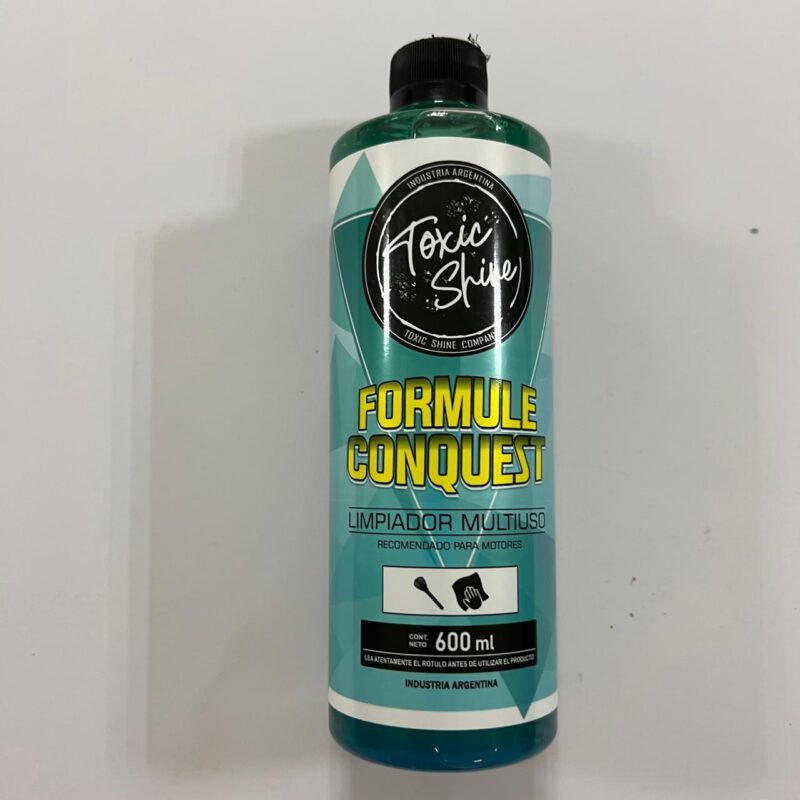 INDUSTRIA ARGENTINA
Toxic
Shine
TOXIC SHINE COMPANY
FORMULE
CONQUEST
LIMPIADOR MULTIUSO
RECOMENDADO PARA MOTORES
CONT.
NETO
600 ml
LEA ATENTAMENTE EL ROTULO ANTES DE UTILIZAR EL PRODUCTO
INDUSTRIA ARGENTINA